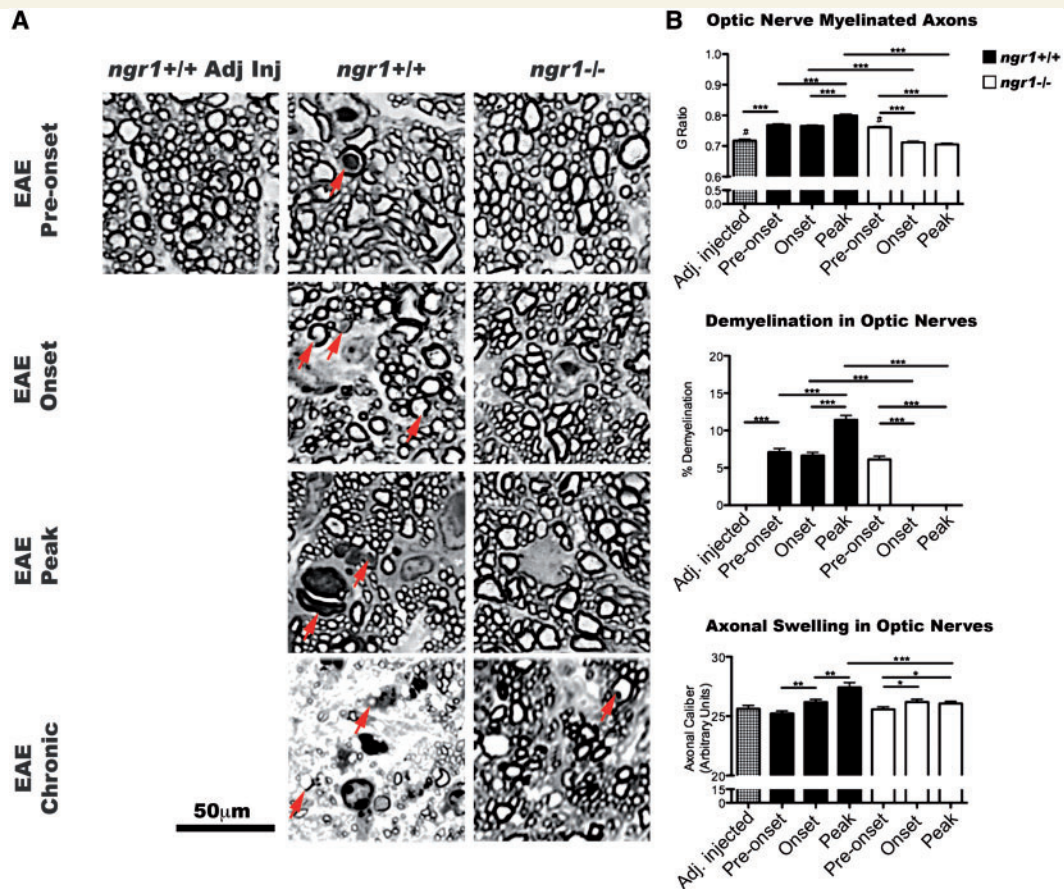 A
ngr1+/+ Adj Inj
ngr1+/+
ngr1-/-
EAE
Pre-onset
EAE
Onset
EAE
Peak
EAE
Chronic
50μm
B
Optic Nerve Myelinated Axons
ngr1+/+
ngr1-/-
G Ratio
1.0
0.9
0.8
0.7
0.6
0.5
0.0
***
***
***
***
***
***
***
#
#
Adj. injected
Pre-onset
Onset
Peak
Pre-onset
Onset
Peak
Demyelination in Optic Nerves
% Demyelination
20
15
10
5
0
***
***
***
***
***
***
***
Adj. injected
Pre-onset
Onset
Peak
Pre-onset
Onset
Peak
Axonal Swelling in Optic Nerves
Axonal Caliber
(Arbitrary Units)
30
25
20
15
0
***
**
**
*
*
Adj. injected
Pre-onset
Onset
Peak
Pre-onset
Onset
Peak